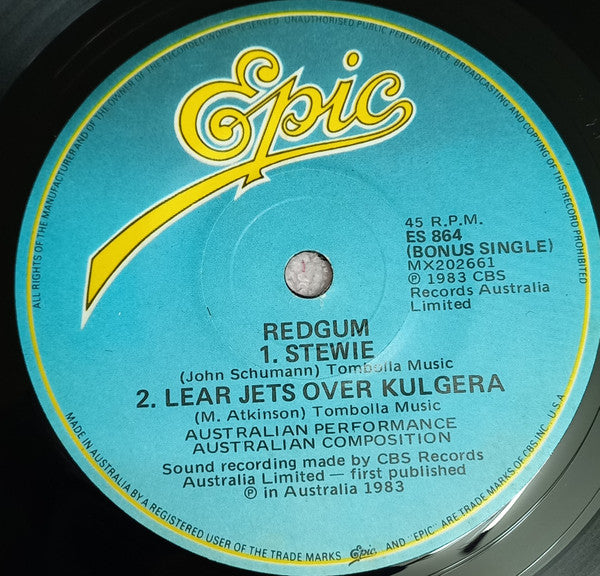 ALL RIGHTS OF THE MANUFACTURER AND OF THE OWNER OF THE RECORDED WORK RESERVED. UNAUTHORISED PUBLIC PERFORMANCE, BROADCASTING AND COPYING OF THIS RECORD PROHIBITED
Epic
45 R.P.M.
ES 864
(BONUS SINGLE)
MX202661
℗ 1983 CBS
Records Australia
Limited
REDGUM
1. STEWIE
(John Schumann) Tombolla Music
2. LEAR JETS OVER KULGERA
(M. Atkinson) Tombolla Music
AUSTRALIAN PERFORMANCE
AUSTRALIAN COMPOSITION
Sound recording made by CBS Records
Australia Limited — first published
℗ in Australia 1983
MADE IN AUSTRALIA BY A REGISTERED USER OF THE TRADE MARKS Epic AND "EPIC" ARE TRADE MARKS OF CBS INC. U.S.A.